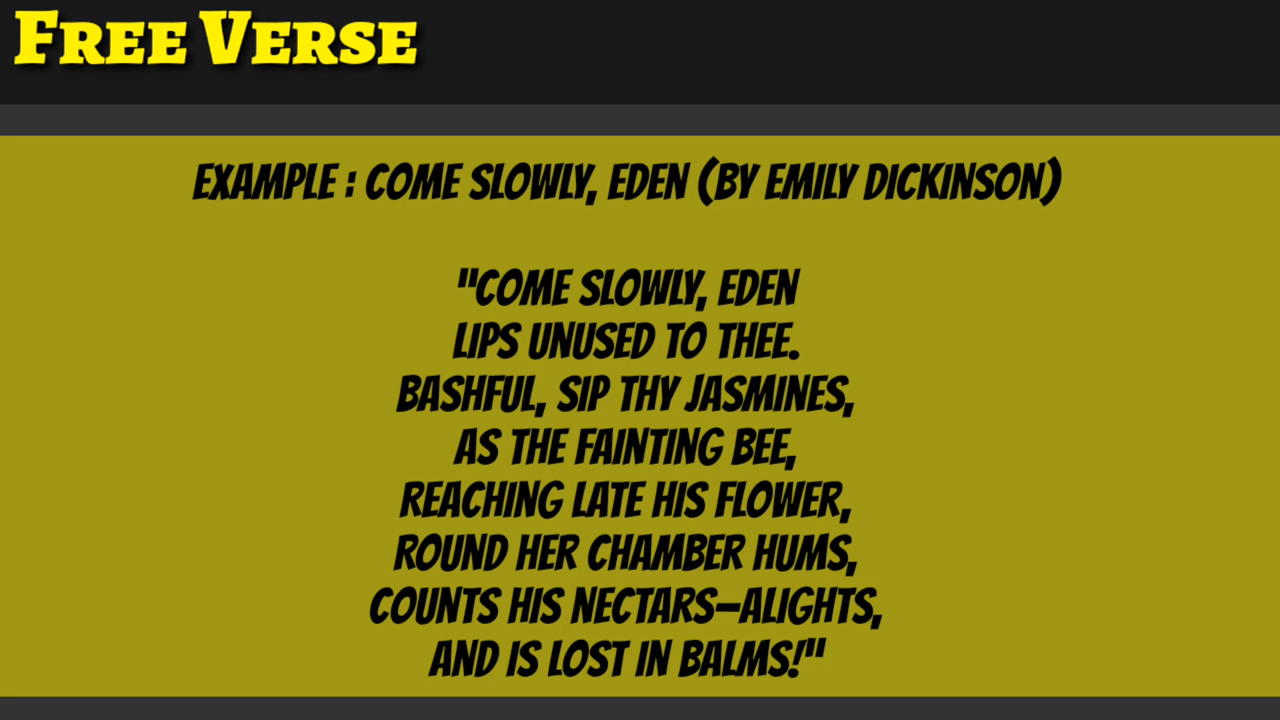 Free Verse
EXAMPLE : COME SLOWLY, EDEN (BY EMILY DICKINSON)
"COME SLOWLY, EDEN
LIPS UNUSED TO THEE.
BASHFUL, SIP THY JASMINES,
AS THE FAINTING BEE,
REACHING LATE HIS FLOWER,
ROUND HER CHAMBER HUMS,
COUNTS HIS NECTARS—ALIGHTS,
AND IS LOST IN BALMS!"